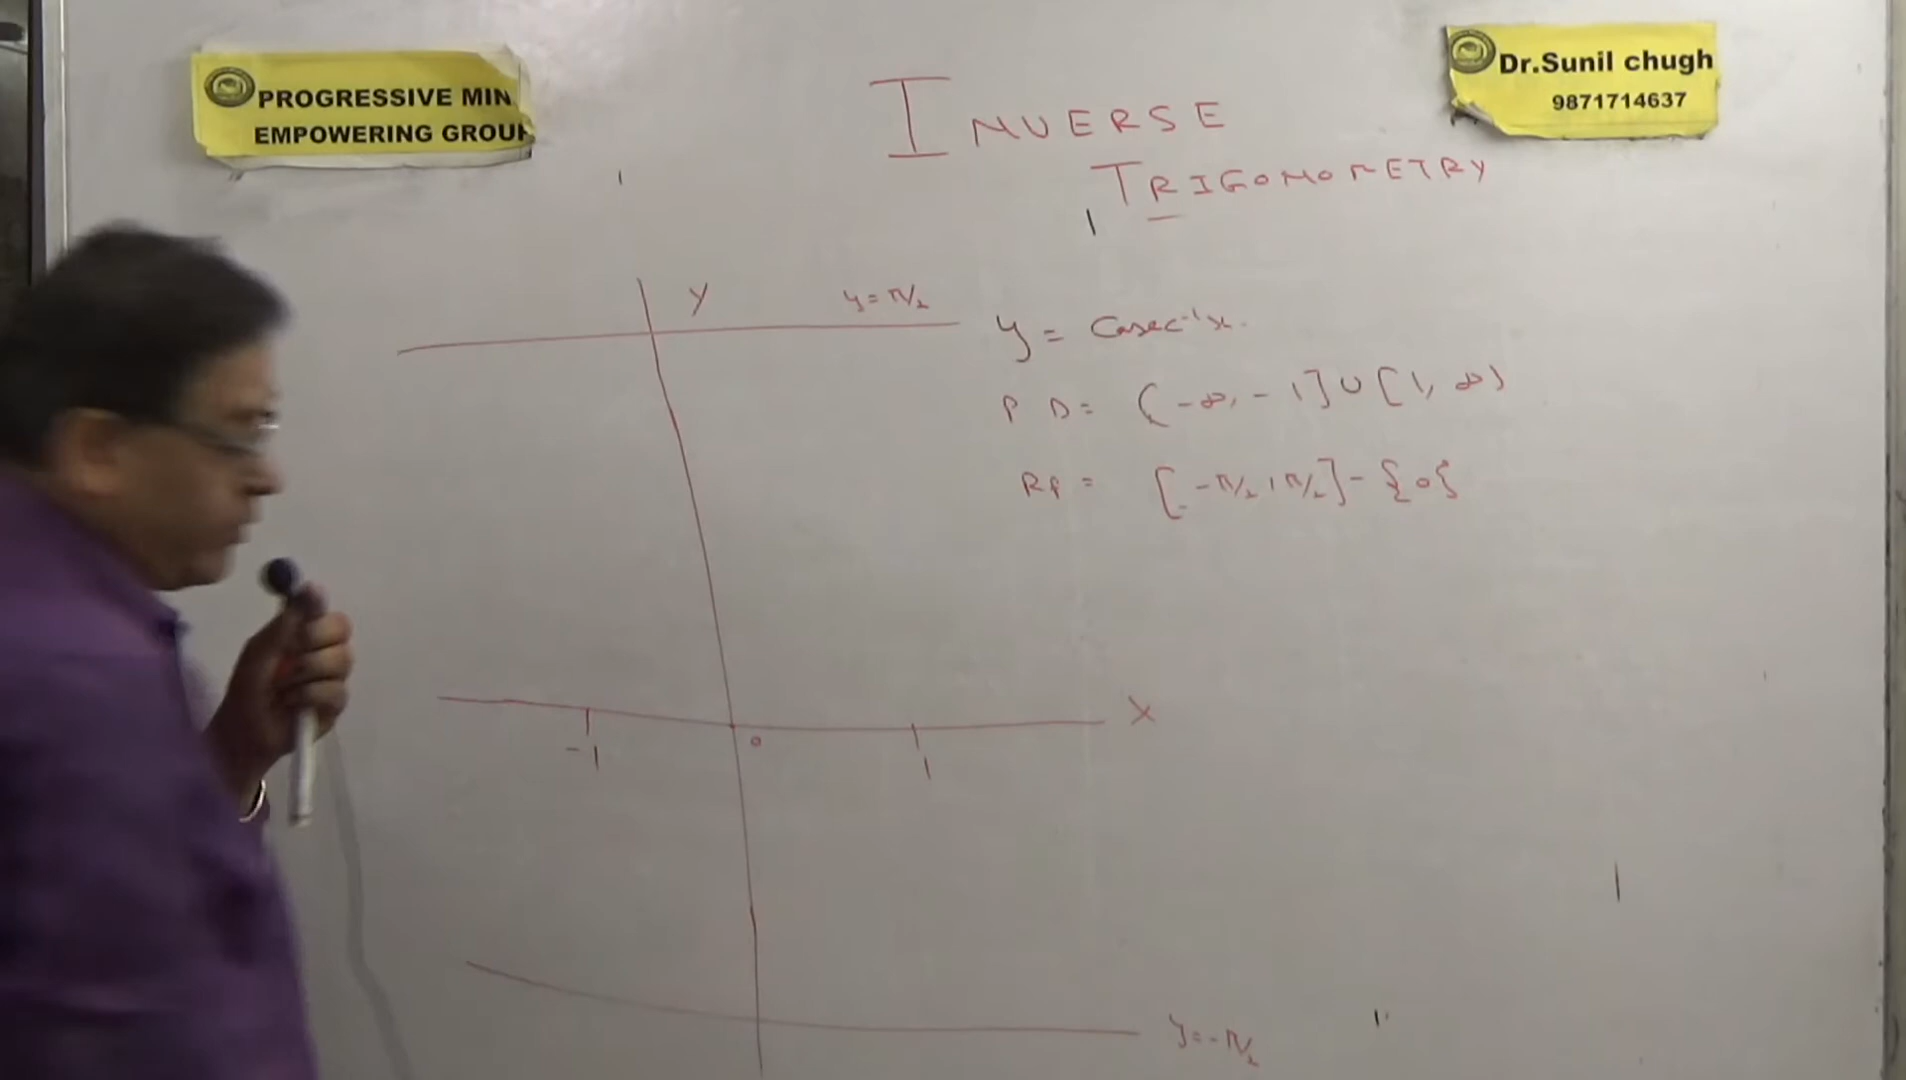 PROGRESSIVE MIN
EMPOWERING GROUP
Dr.Sunil chugh
9871714637
INVERSE
TRIGONOMETRY
Y
y = π/2
y = Cosec⁻¹x.
P D = (-∞, -1] ∪ [1, ∞)
RF = [-π/2, π/2] - {0}
X
-1
0
1
y = -π/2